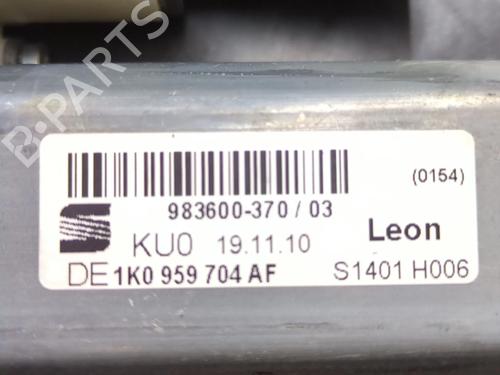 (0154)
983600-370 / 03
KU0 19.11.10 Leon
DE 1K0 959 704 AF S1401 H006
B-PARTS